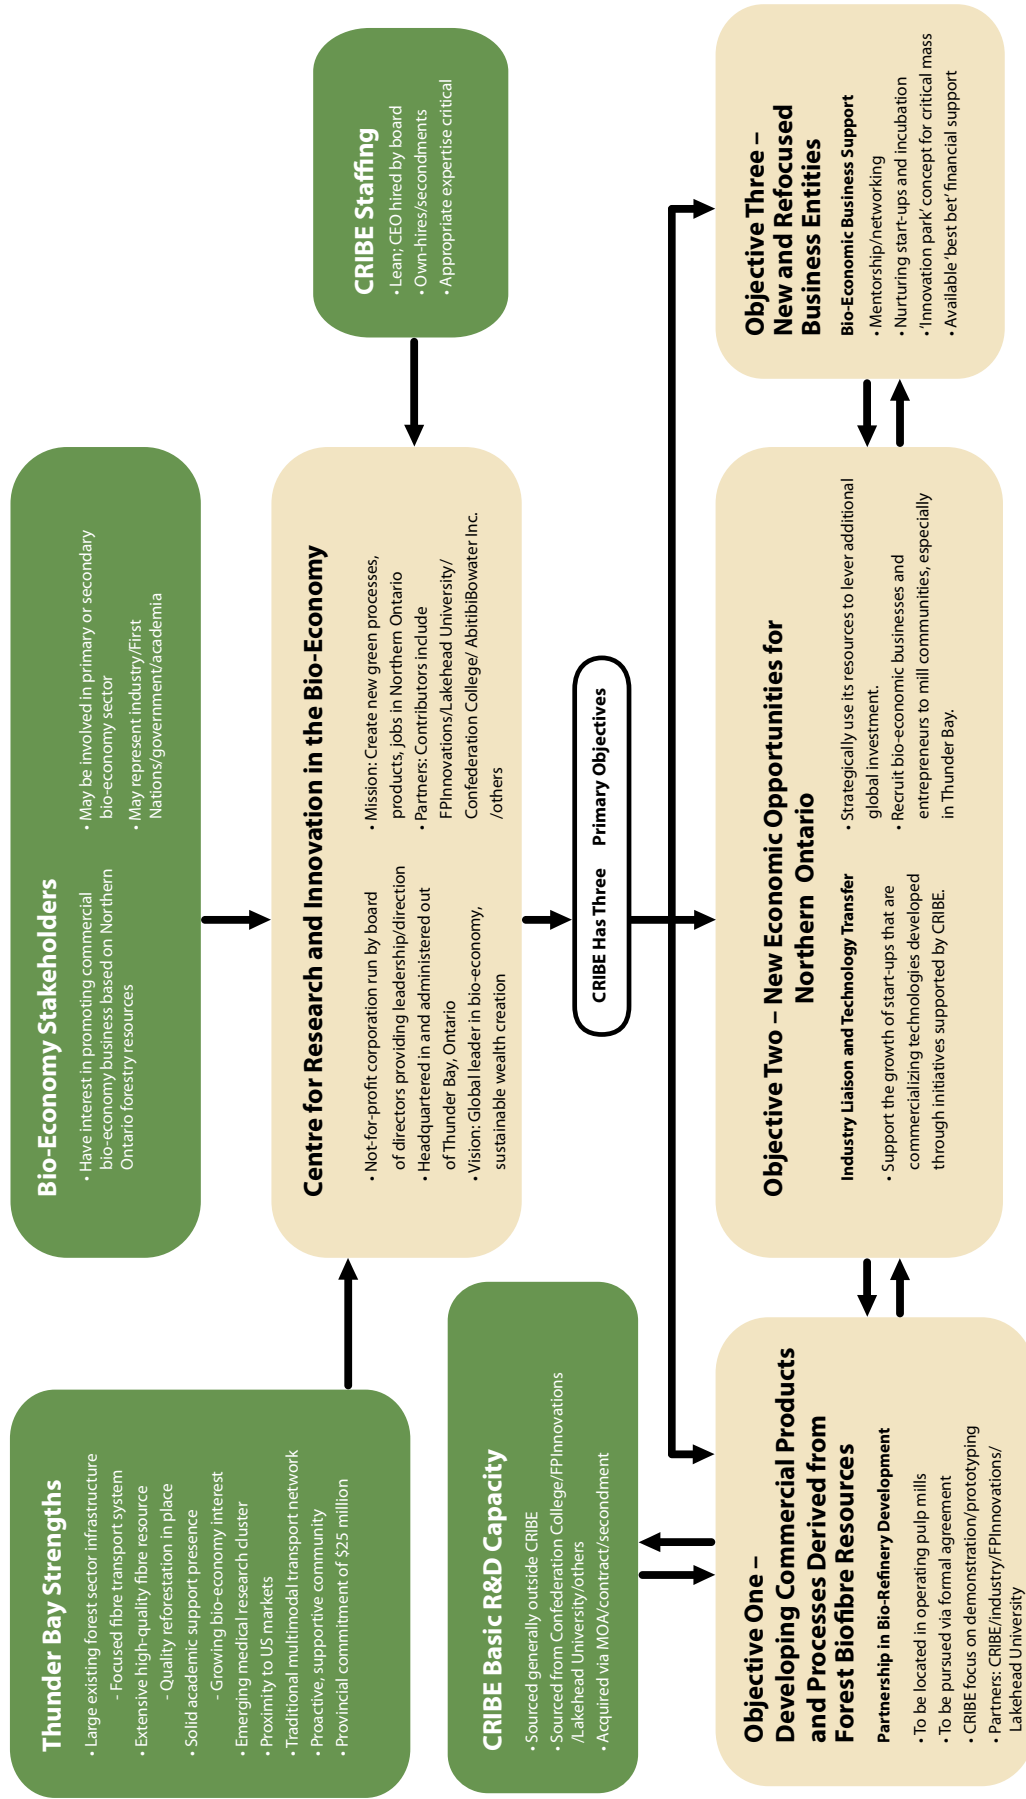 Thunder Bay Strengths
• Large existing forest sector infrastructure
- Focused fibre transport system
• Extensive high-quality fibre resource
- Quality reforestation in place
• Solid academic support presence
- Growing bio-economy interest
• Emerging medical research cluster
• Proximity to US markets
• Traditional multimodal transport network
• Proactive, supportive community
• Provincial commitment of $25 million
Bio-Economy Stakeholders
• Have interest in promoting commercial
bio-economy business based on Northern
Ontario forestry resources
• May be involved in primary or secondary
bio-economy sector
• May represent industry/First
Nations/government/academia
Centre for Research and Innovation in the Bio-Economy
• Not-for-profit corporation run by board
of directors providing leadership/direction
• Headquartered in and administered out
of Thunder Bay, Ontario
• Vision: Global leader in bio-economy,
sustainable wealth creation
• Mission: Create new green processes,
products, jobs in Northern Ontario
• Partners: Contributors include
FPInnovations/Lakehead University/
Confederation College/ AbitibiBowater Inc.
/others
CRIBE Staffing
• Lean; CEO hired by board
• Own-hires/secondments
• Appropriate expertise critical
CRIBE Basic R&D Capacity
• Sourced generally outside CRIBE
• Sourced from Confederation College/FPInnovations
/Lakehead University/others
• Acquired via MOA/contract/secondment
CRIBE Has Three Primary Objectives
Objective One –
Developing Commercial Products
and Processes Derived from
Forest Biofibre Resources
Partnership in Bio-Refinery Development
• To be located in operating pulp mills
• To be pursued via formal agreement
• CRIBE focus on demonstration/prototyping
• Partners: CRIBE/industry/FPInnovations/
Lakehead University
Objective Two – New Economic Opportunities for
Northern Ontario
Industry Liaison and Technology Transfer
• Support the growth of start-ups that are
commercializing technologies developed
through initiatives supported by CRIBE.
• Strategically use its resources to lever additional
global investment.
• Recruit bio-economic businesses and
entrepreneurs to mill communities, especially
in Thunder Bay.
Objective Three –
New and Refocused
Business Entities
Bio-Economic Business Support
• Mentorship/networking
• Nurturing start-ups and incubation
• ‘Innovation park’ concept for critical mass
• Available ‘best bet’ financial support